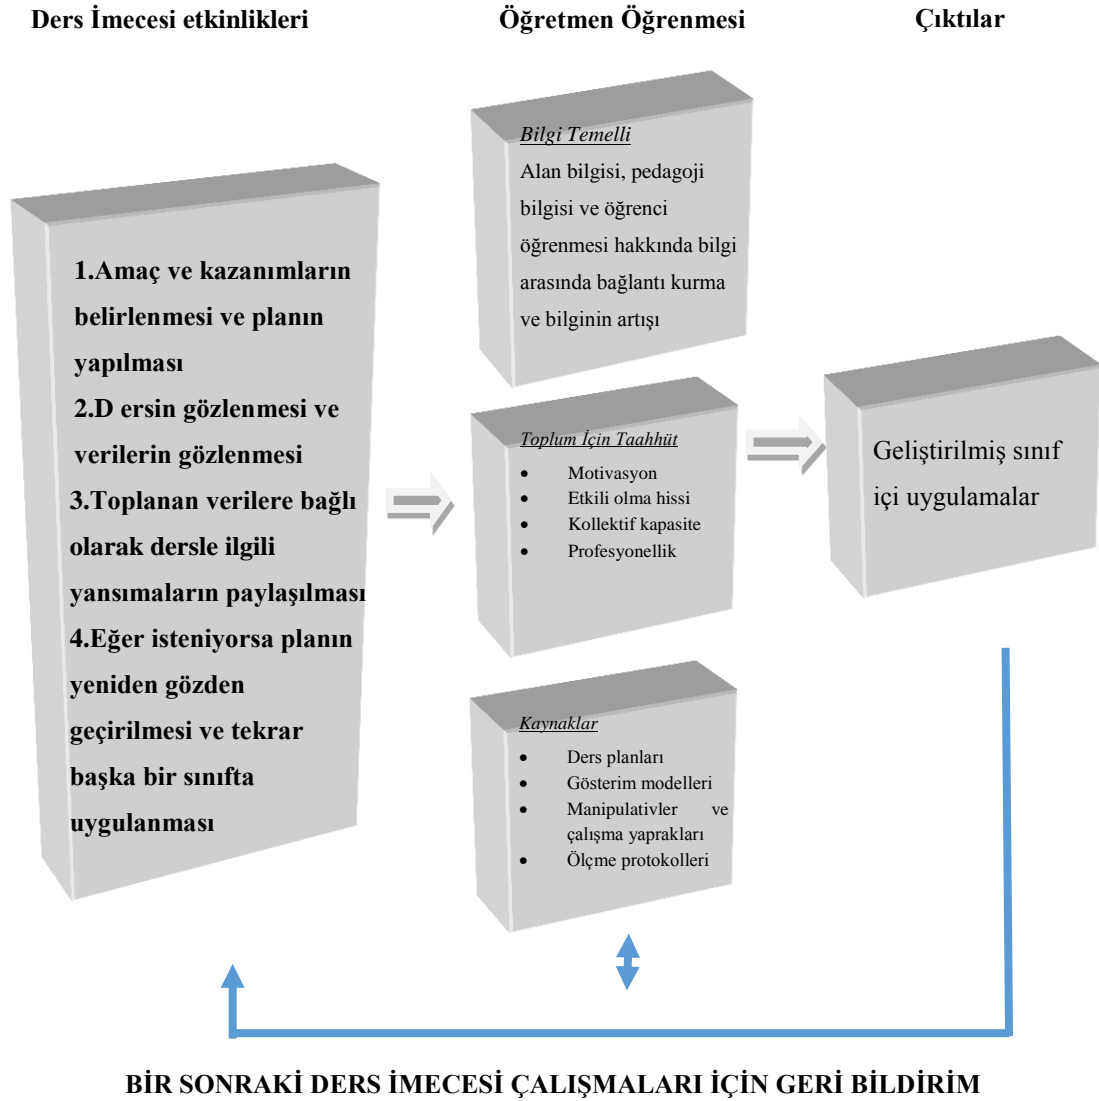 Ders İmecesi etkinlikleri
Öğretmen Öğrenmesi
Çıktılar
1.Amaç ve kazanımların
belirlenmesi ve planın
yapılması
2.D ersin gözlenmesi ve
verilerin gözlenmesi
3.Toplanan verilere bağlı
olarak dersle ilgili
yansımaların paylaşılması
4.Eğer isteniyorsa planın
yeniden gözden
geçirilmesi ve tekrar
başka bir sınıfta
uygulanması
Bilgi Temelli
Alan bilgisi, pedagoji
bilgisi ve öğrenci
öğrenmesi hakkında bilgi
arasında bağlantı kurma
ve bilginin artışı
Toplum İçin Taahhüt
• Motivasyon
• Etkili olma hissi
• Kollektif kapasite
• Profesyonellik
Kaynaklar
• Ders planları
• Gösterim modelleri
• Manipulativler ve
çalışma yaprakları
• Ölçme protokolleri
Geliştirilmiş sınıf
içi uygulamalar
BİR SONRAKİ DERS İMECESİ ÇALIŞMALARI İÇİN GERİ BİLDİRİM